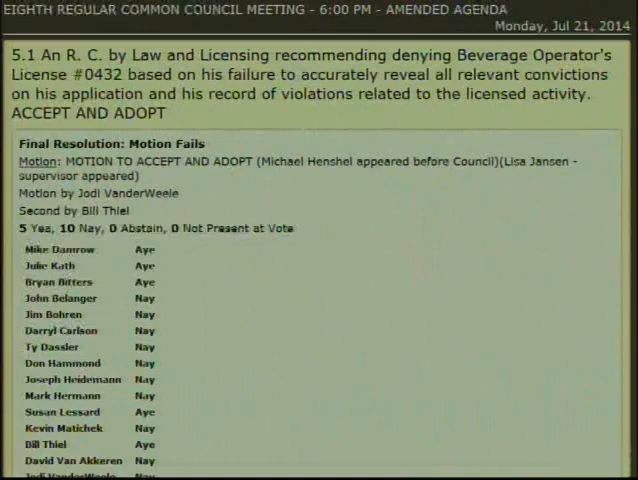 EIGHTH REGULAR COMMON COUNCIL MEETING - 6:00 PM - AMENDED AGENDA
Monday, Jul 21, 2014
5.1 An R. C. by Law and Licensing recommending denying Beverage Operator's
License #0432 based on his failure to accurately reveal all relevant convictions
on his application and his record of violations related to the licensed activity.
ACCEPT AND ADOPT
Final Resolution: Motion Fails
Motion: MOTION TO ACCEPT AND ADOPT (Michael Henshel appeared before Council)(Lisa Jansen -
supervisor appeared)
Motion by Jodi VanderWeele
Second by Bill Thiel
5 Yea, 10 Nay, 0 Abstain, 0 Not Present at Vote
Mike Damrow Aye
Julie Kath Aye
Bryan Bitters Aye
John Belanger Nay
Jim Bohren Nay
Darryl Carlson Nay
Ty Dassler Nay
Don Hammond Nay
Joseph Heidemann Nay
Mark Hermann Nay
Susan Lessard Aye
Kevin Matichek Nay
Bill Thiel Aye
David Van Akkeren Nay
Jodi VanderWeele Nay